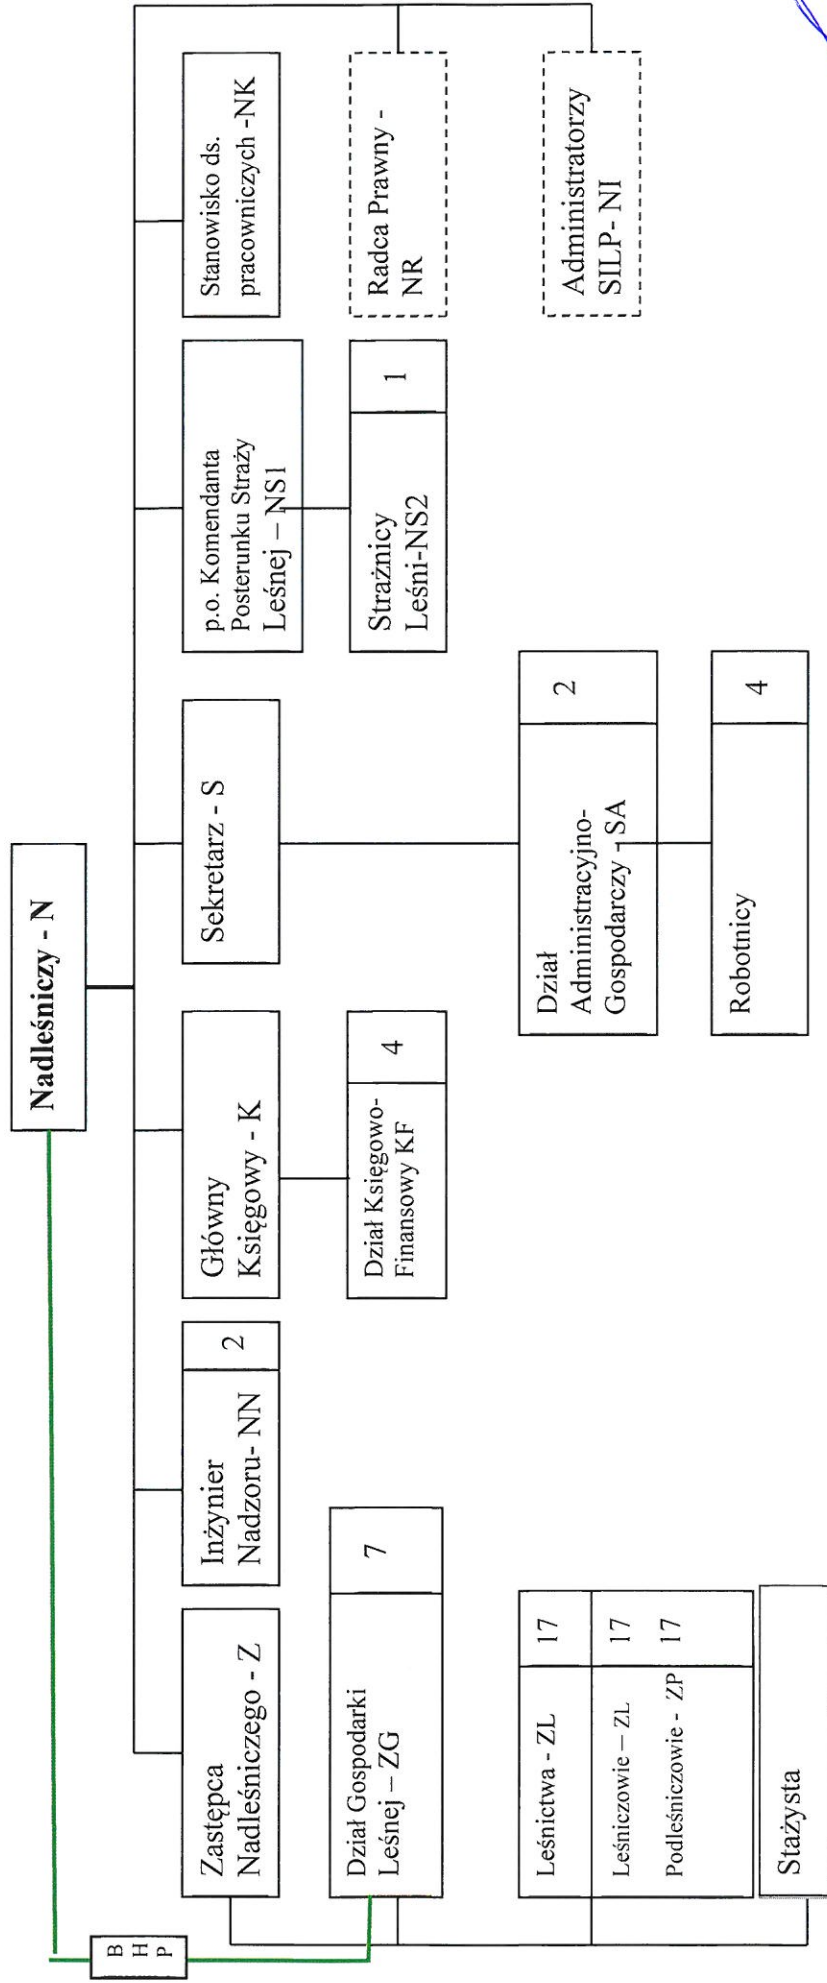 Nadleśniczy - N
B
H
P
Zastępca
Nadleśniczego - Z
Inżynier
Nadzoru- NN
2
Główny
Księgowy - K
Sekretarz - S
p.o. Komendanta
Posterunku Straży
Leśnej – NS1
Stanowisko ds.
pracowniczych -NK
Dział Gospodarki
Leśnej – ZG
7
Dział Księgowo-
Finansowy KF
4
Strażnicy
Leśni-NS2
1
Radca Prawny -
NR
Leśnictwa - ZL
17
Leśniczowie – ZL
17
Podleśniczowie - ZP
17
Dział
Administracyjno-
Gospodarczy - SA
2
Administratorzy
SILP- NI
Stażysta
Robotnicy
4